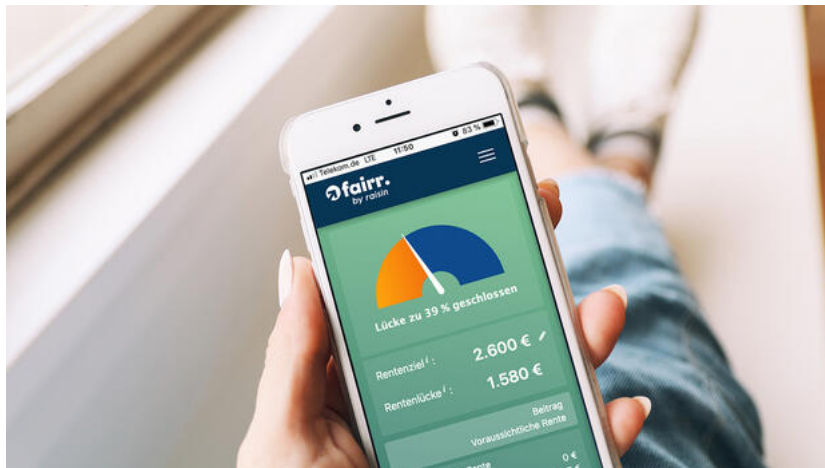 Telekom.de LTE 11:50 83 %
fairr.
by raisin
Lücke zu 39 % geschlossen
Rentenziel i : 2.600 €
Rentenlücke i : 1.580 €
Beitrag
Voraussichtliche Rente
Rente 0 €